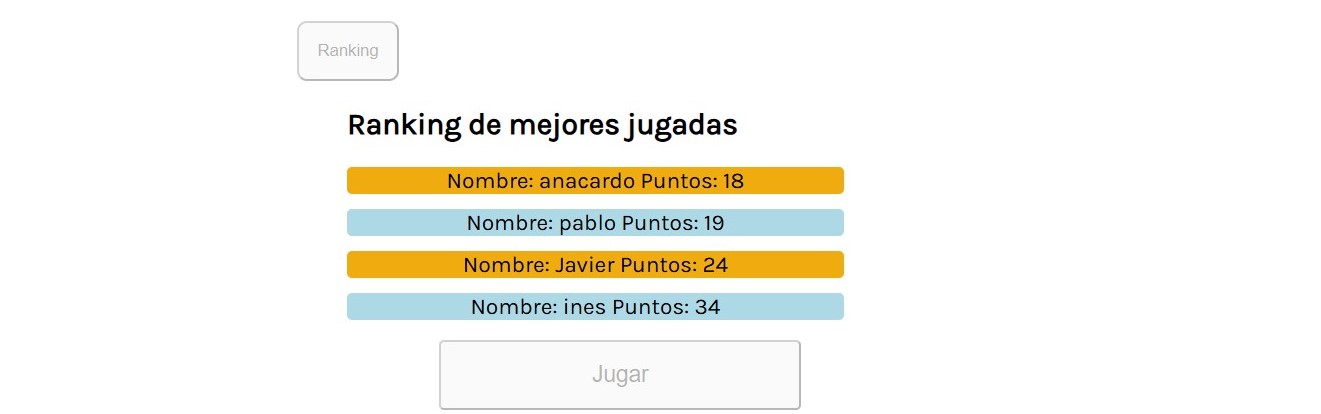 Ranking
Ranking de mejores jugadas
Nombre: anacardo Puntos: 18
Nombre: pablo Puntos: 19
Nombre: Javier Puntos: 24
Nombre: ines Puntos: 34
Jugar